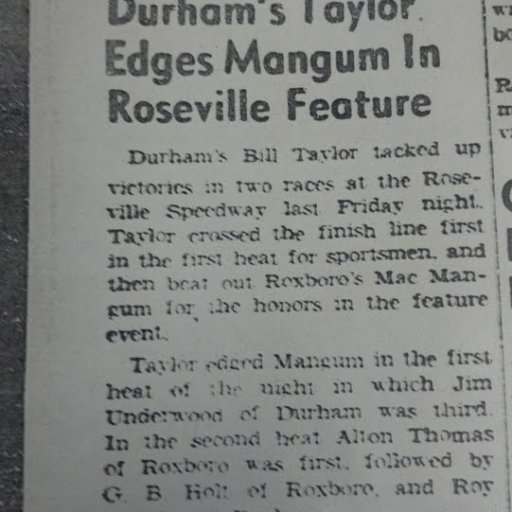 Durham's Taylor
Edges Mangum In
Roseville Feature
Durham's Bill Taylor tacked up
victories in two races at the Rose-
ville Speedway last Friday night.
Taylor crossed the finish line first
in the first heat for sportsmen, and
then beat out Roxboro's Mac Man-
gum for the honors in the feature
event.
Taylor edged Mangum in the first
heat of the night in which Jim
Underwood of Durham was third.
In the second heat Alton Thomas
of Roxboro was first, followed by
G. B. Holt of Roxboro, and Roy